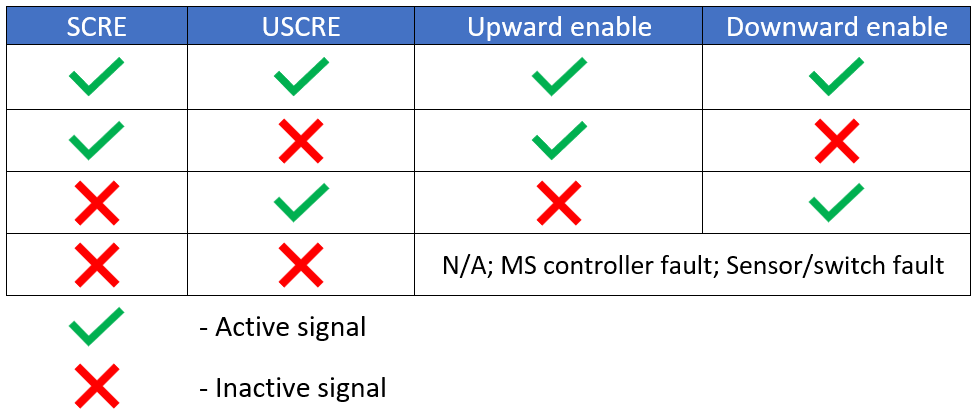 SCRE USCRE Upward enable Downward enable
N/A; MS controller fault; Sensor/switch fault
- Active signal
- Inactive signal